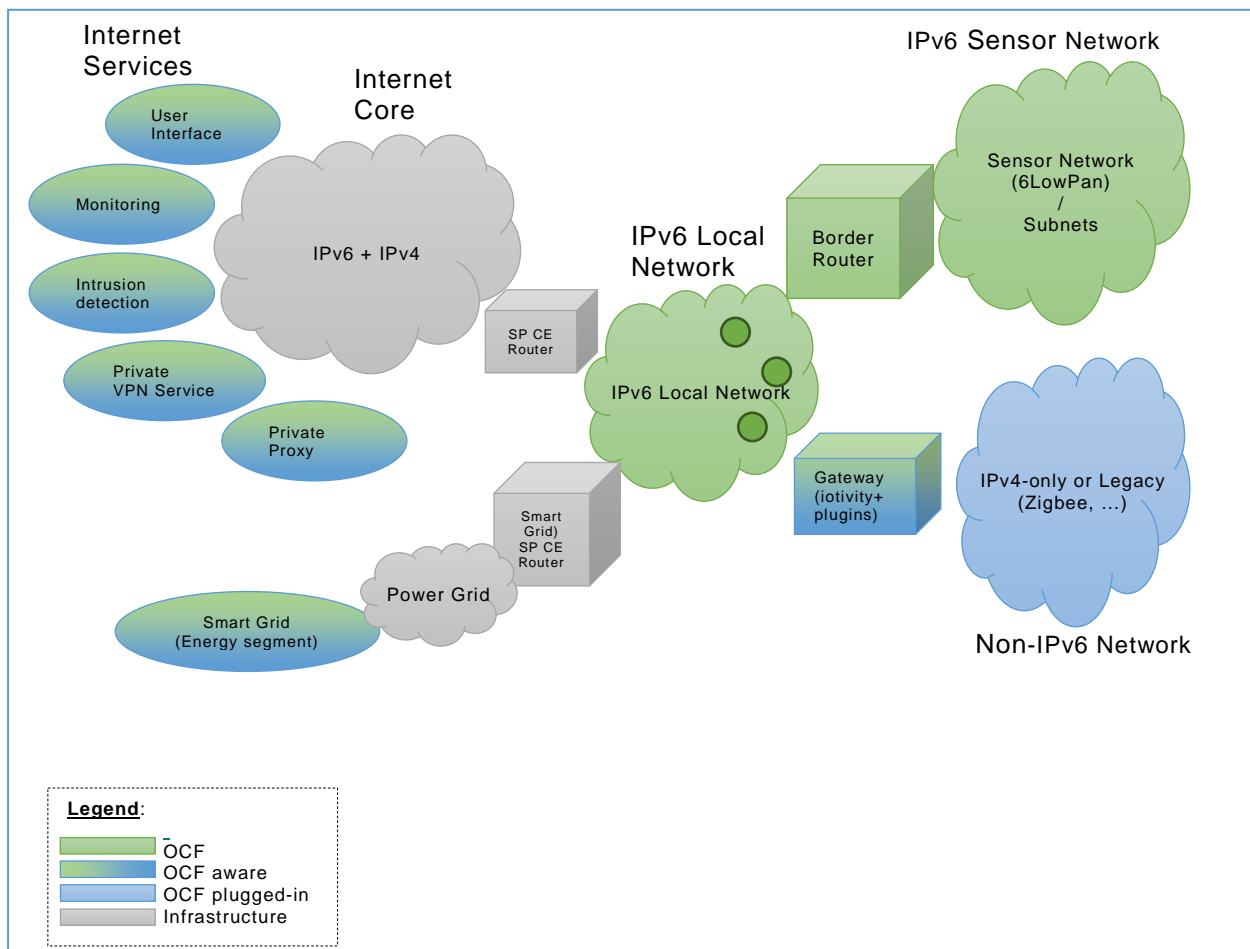 Internet
Services
User
Interface
Monitoring
Intrusion
detection
Private
VPN Service
Private
Proxy
Internet
Core
IPv6 + IPv4
SP CE
Router
IPv6 Local
Network
IPv6 Local Network
Border
Router
IPv6 Sensor Network
Sensor Network
(6LowPan)
/
Subnets
Gateway
(iotivity+
plugins)
IPv4-only or Legacy
(Zigbee, ...)
Non-IPv6 Network
Smart
Grid)
SP CE
Router
Power Grid
Smart Grid
(Energy segment)
Legend:
OCF
OCF aware
OCF plugged-in
Infrastructure